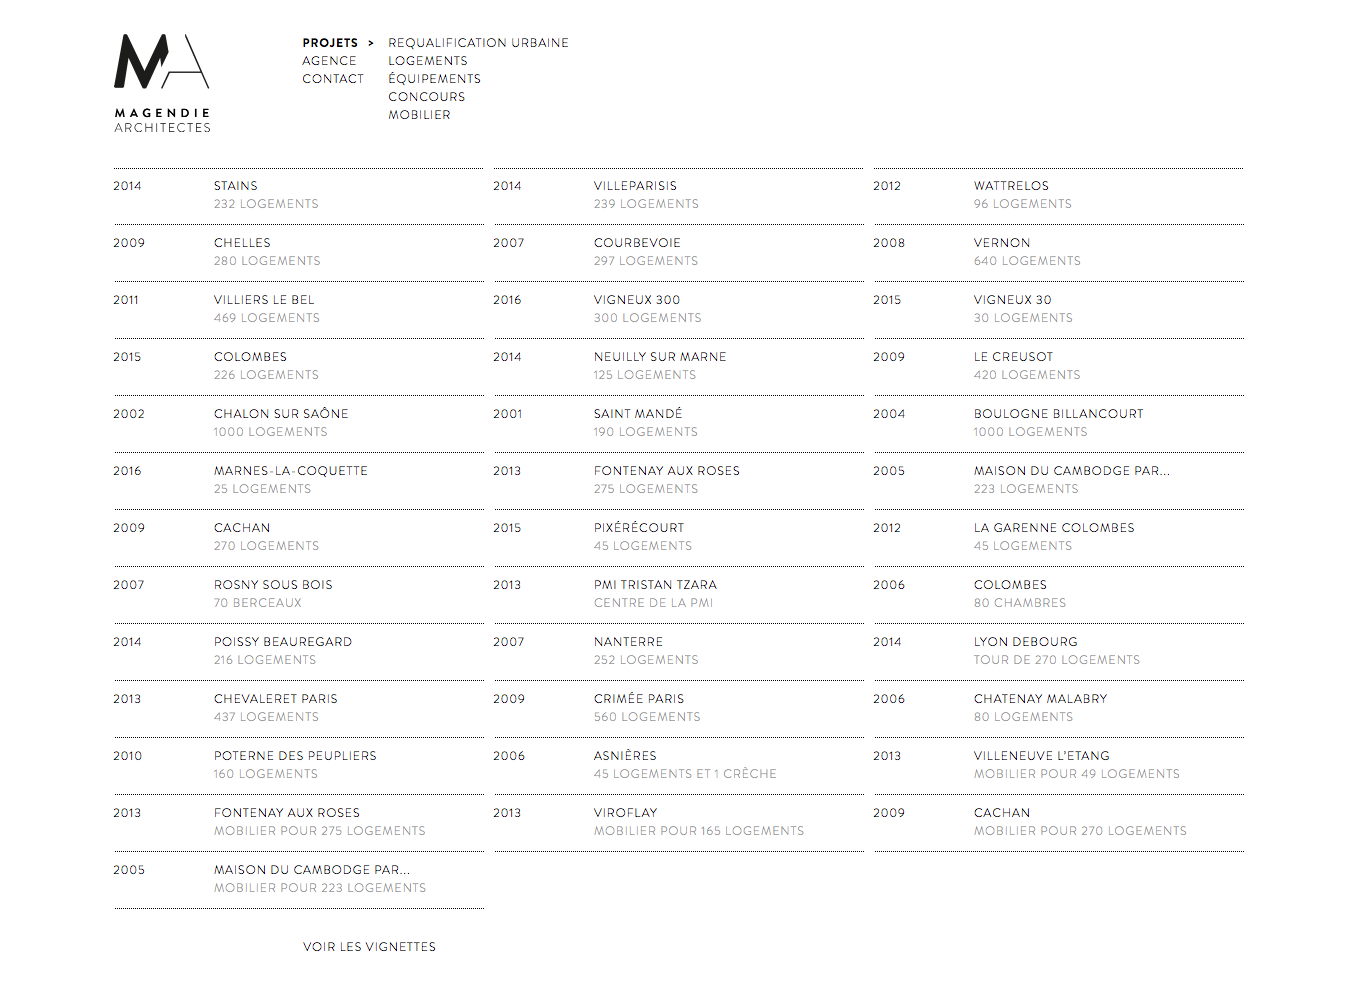 MA
MAGENDIE
ARCHITECTES
PROJETS >
AGENCE
CONTACT
REQUALIFICATION URBAINE
LOGEMENTS
ÉQUIPEMENTS
CONCOURS
MOBILIER
2014 STAINS
232 LOGEMENTS
2014 VILLEPARISIS
239 LOGEMENTS
2012 WATTRELOS
96 LOGEMENTS
2009 CHELLES
280 LOGEMENTS
2007 COURBEVOIE
297 LOGEMENTS
2008 VERNON
640 LOGEMENTS
2011 VILLIERS LE BEL
469 LOGEMENTS
2016 VIGNEUX 300
300 LOGEMENTS
2015 VIGNEUX 30
30 LOGEMENTS
2015 COLOMBES
226 LOGEMENTS
2014 NEUILLY SUR MARNE
125 LOGEMENTS
2009 LE CREUSOT
420 LOGEMENTS
2002 CHALON SUR SAÔNE
1000 LOGEMENTS
2001 SAINT MANDÉ
190 LOGEMENTS
2004 BOULOGNE BILLANCOURT
1000 LOGEMENTS
2016 MARNES-LA-COQUETTE
25 LOGEMENTS
2013 FONTENAY AUX ROSES
275 LOGEMENTS
2005 MAISON DU CAMBODGE PAR...
223 LOGEMENTS
2009 CACHAN
270 LOGEMENTS
2015 PIXÉRÉCOURT
45 LOGEMENTS
2012 LA GARENNE COLOMBES
45 LOGEMENTS
2007 ROSNY SOUS BOIS
70 BERCEAUX
2013 PMI TRISTAN TZARA
CENTRE DE LA PMI
2006 COLOMBES
80 CHAMBRES
2014 POISSY BEAUREGARD
216 LOGEMENTS
2007 NANTERRE
252 LOGEMENTS
2014 LYON DEBOURG
TOUR DE 270 LOGEMENTS
2013 CHEVALERET PARIS
437 LOGEMENTS
2009 CRIMÉE PARIS
560 LOGEMENTS
2006 CHATENAY MALABRY
80 LOGEMENTS
2010 POTERNE DES PEUPLIERS
160 LOGEMENTS
2006 ASNIÈRES
45 LOGEMENTS ET 1 CRÈCHE
2013 VILLENEUVE L'ETANG
MOBILIER POUR 49 LOGEMENTS
2013 FONTENAY AUX ROSES
MOBILIER POUR 275 LOGEMENTS
2013 VIROFLAY
MOBILIER POUR 165 LOGEMENTS
2009 CACHAN
MOBILIER POUR 270 LOGEMENTS
2005 MAISON DU CAMBODGE PAR...
MOBILIER POUR 223 LOGEMENTS
VOIR LES VIGNETTES